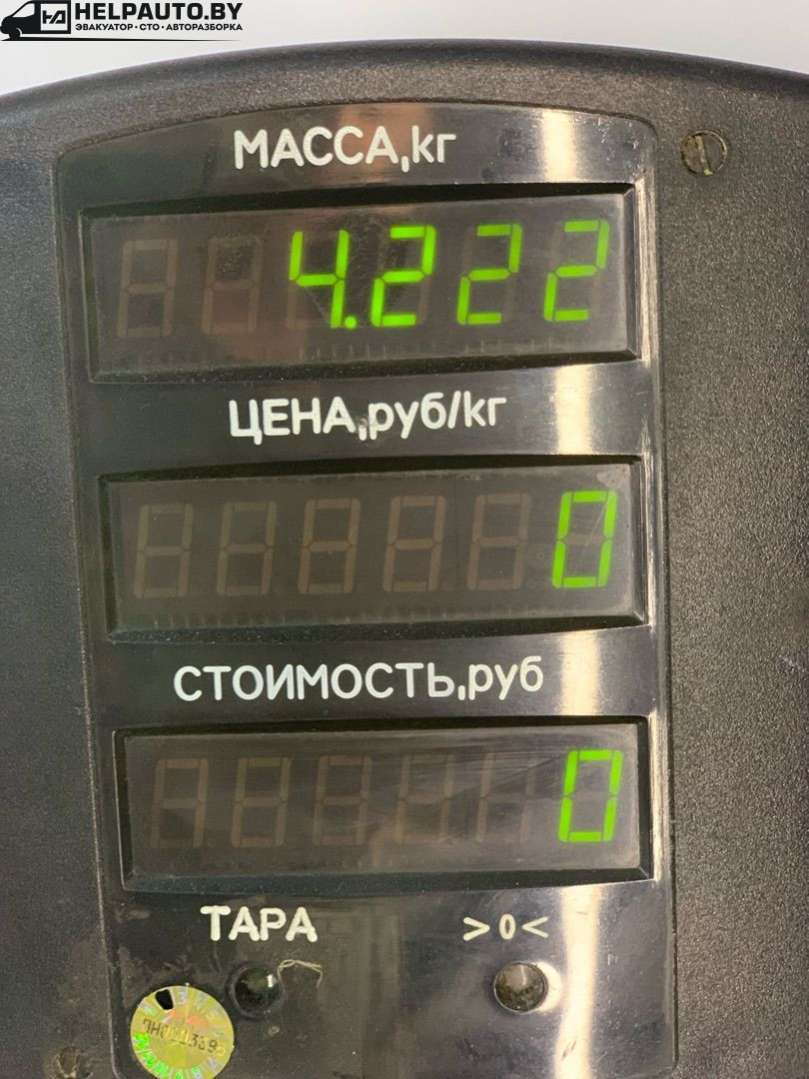 HELPAUTO.BY
ЭВАКУАТОР • СТО • АВТОРАЗБОРКА
МАССА,кг
4.222
ЦЕНА,руб/кг
0
СТОИМОСТЬ,руб
0
ТАРА >0<